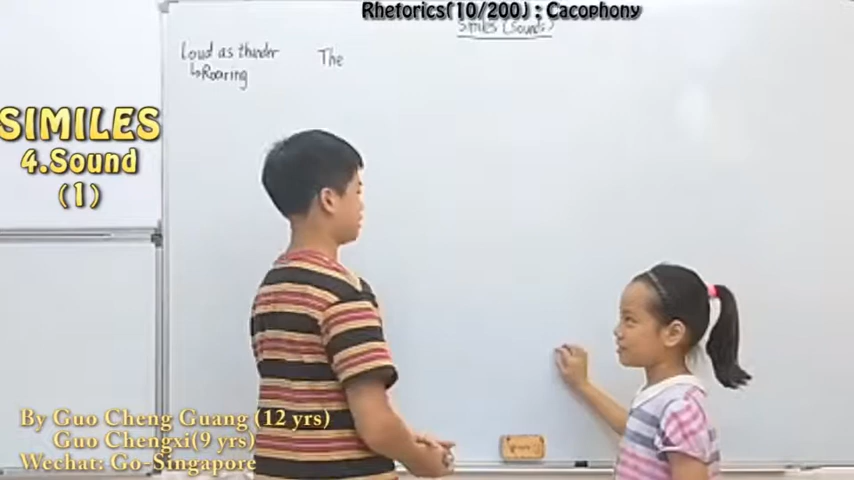 Rhetorics(10/200) : Cacophony
Similes (Sounds)
Loud as thunder The
↳Roaring
SIMILES
4.Sound
(1)
By Guo Cheng Guang (12 yrs)
Guo Chengxi(9 yrs)
Wechat: Go-Singapore